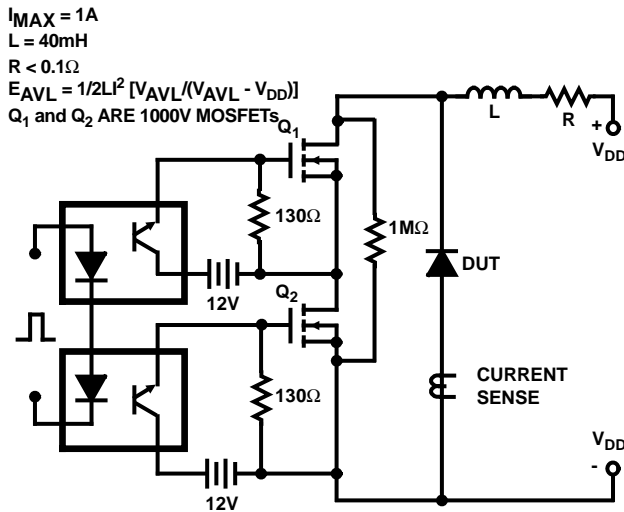 IMAX = 1A
L = 40mH
R < 0.1Ω
EAVL = 1/2LI² [VAVL/(VAVL - VDD)]
Q1 and Q2 ARE 1000V MOSFETs
Q1
L
R
+
VDD
130Ω
1MΩ
DUT
12V
Q2
CURRENT
SENSE
130Ω
VDD
-
12V